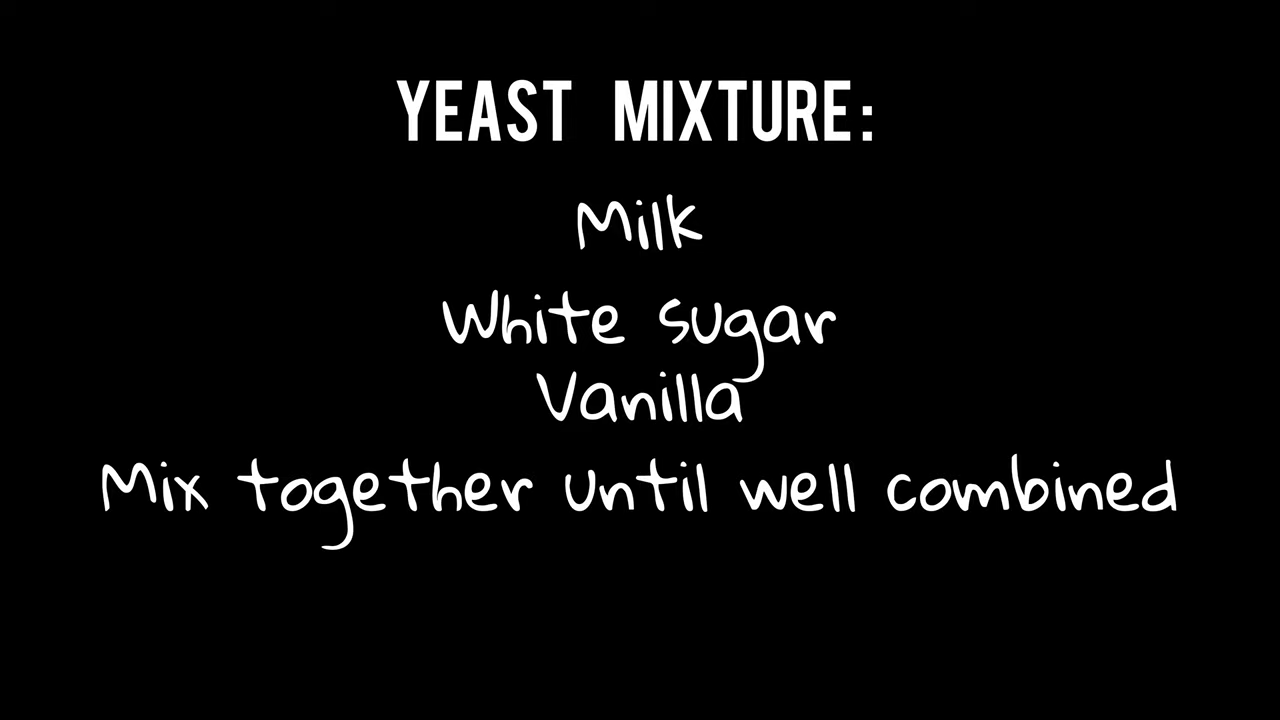 YEAST MIXTURE:
Milk
White sugar
Vanilla
Mix together until well combined